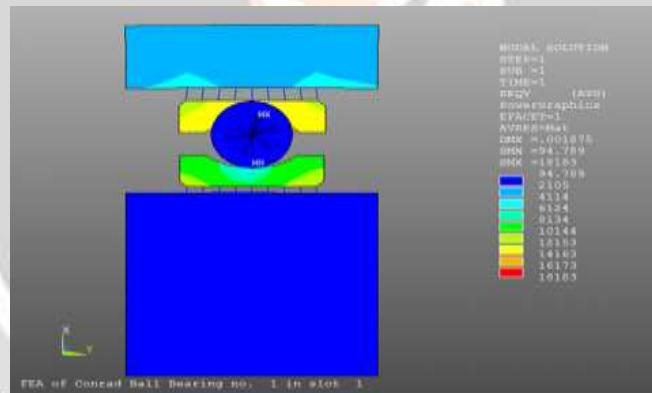 NODAL SOLUTION
STEP=1
SUB =1
TIME=1
SEQV (AVG)
PowerGraphics
EFACET=1
AVRES=Mat
DMX =.001875
SMN =94.789
SMX =18183
94.789
2105
4114
6124
8134
10144
12153
14163
16173
18183
MX
MN
X
Y
FEA of Conrad Ball Bearing no. 1 in slot 1